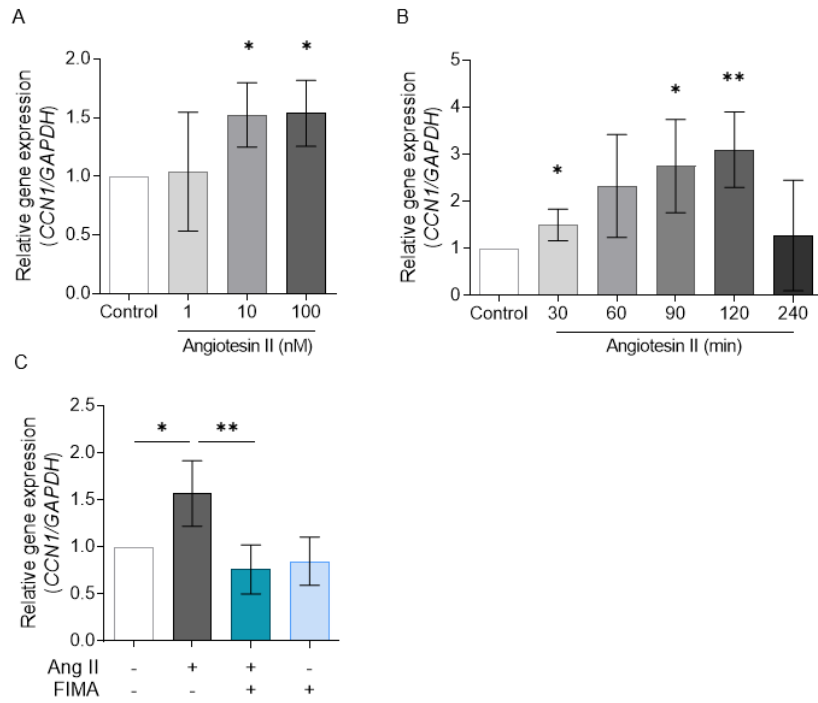 A
Relative gene expression
(CCN1/GAPDH)
2.0
1.5
1.0
0.5
0.0
* *
Control 1 10 100
Angiotesin II (nM)
B
Relative gene expression
(CCN1/GAPDH)
5
4
3
2
1
0
* * **
Control 30 60 90 120 240
Angiotesin II (min)
C
Relative gene expression
(CCN1/GAPDH)
2.5
2.0
1.5
1.0
0.5
0.0
* **
Ang II - + + -
FIMA - - + +